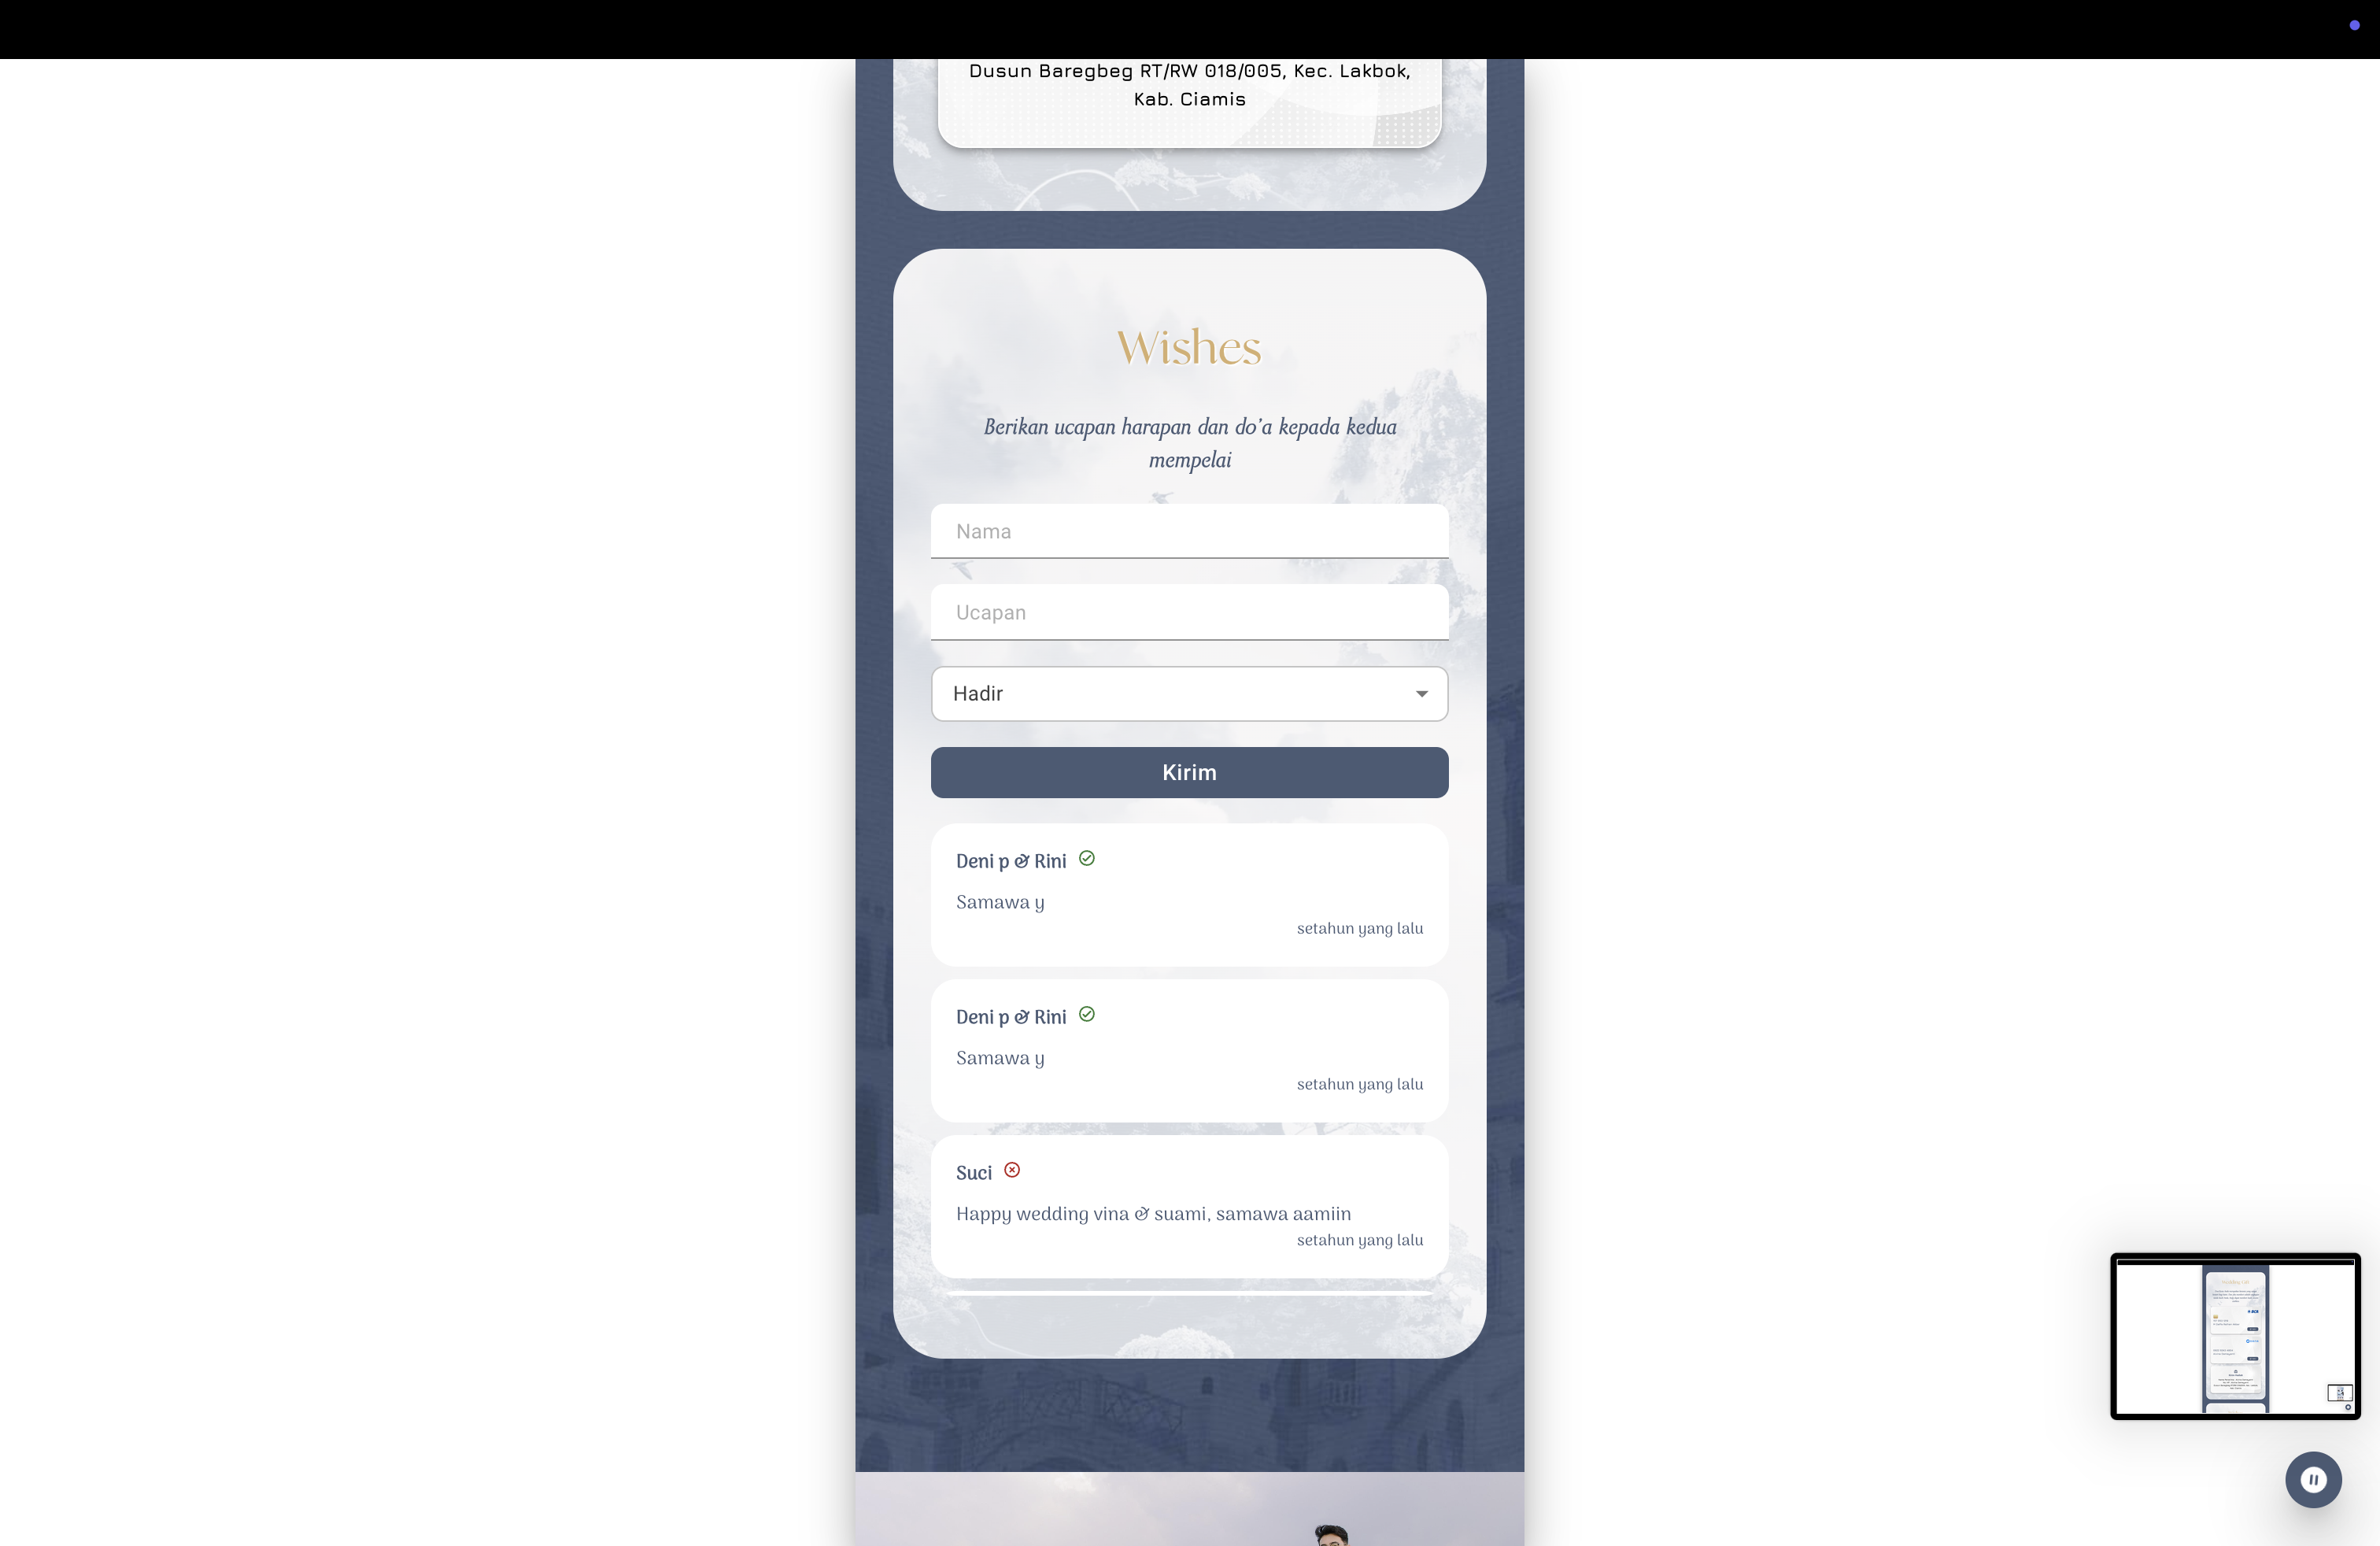 Dusun Baregbeg RT/RW 018/005, Kec. Lakbok,
Kab. Ciamis
Wishes
Berikan ucapan harapan dan do'a kepada kedua
mempelai
Nama
Ucapan
Hadir
Kirim
Deni p & Rini
Samawa y
setahun yang lalu
Deni p & Rini
Samawa y
setahun yang lalu
Suci
Happy wedding vina & suami, samawa aamiin
setahun yang lalu